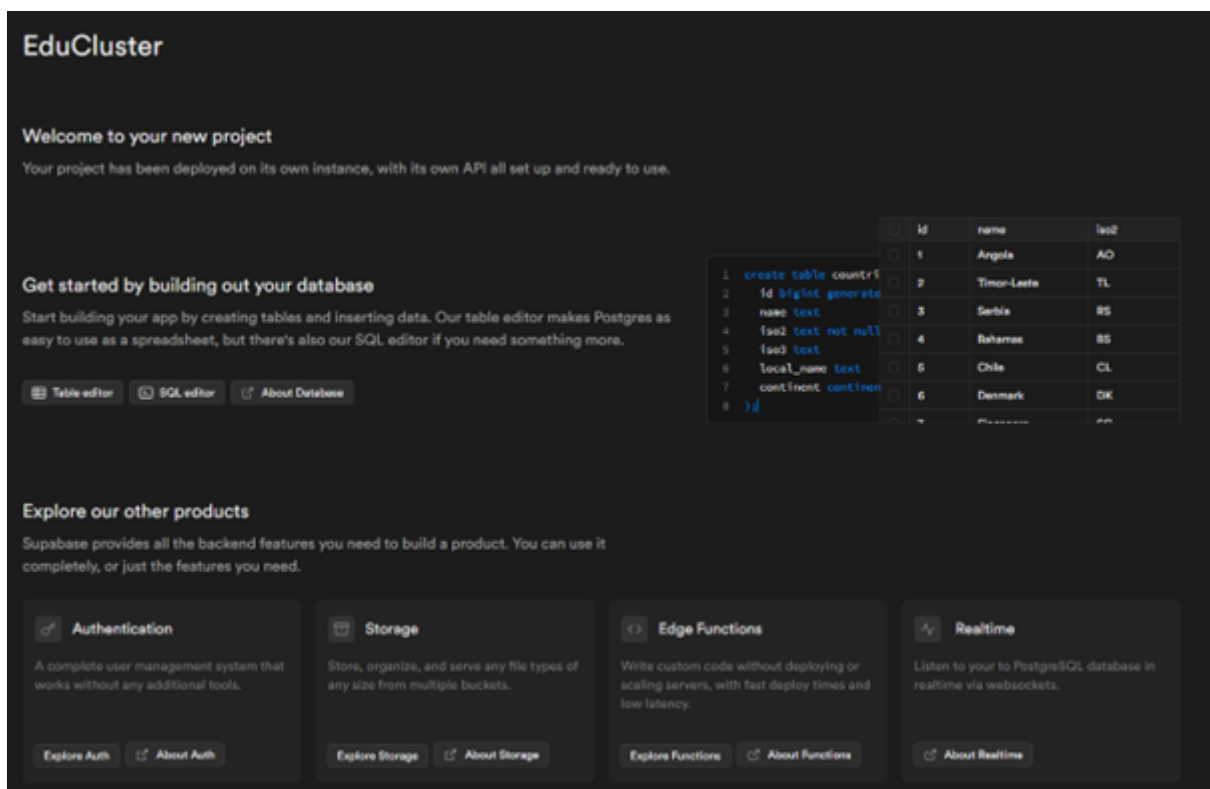 EduCluster
Welcome to your new project
Your project has been deployed on its own instance, with its own API all set up and ready to use.
Get started by building out your database
Start building your app by creating tables and inserting data. Our table editor makes Postgres as
easy to use as a spreadsheet, but there's also our SQL editor if you need something more.
Table editor SQL editor About Database
1 create table countri
2 id bigint generate
3 name text
4 iso2 text not null
5 iso3 text
6 local_name text
7 continent continen
8 );
id name iso2
1 Angola AO
2 Timor-Leste TL
3 Serbia RS
4 Bahamas BS
5 Chile CL
6 Denmark DK
7
Explore our other products
Supabase provides all the backend features you need to build a product. You can use it
completely, or just the features you need.
Authentication
A complete user management system that
works without any additional tools.
Explore Auth About Auth
Storage
Store, organize, and serve any file types of
any size from multiple buckets.
Explore Storage About Storage
Edge Functions
Write custom code without deploying or
scaling servers, with fast deploy times and
low latency.
Explore Functions About Functions
Realtime
Listen to your to PostgreSQL database in
realtime via websockets.
About Realtime